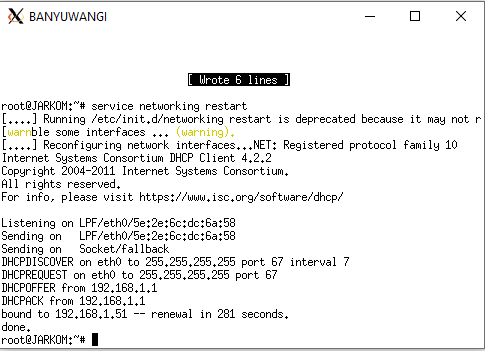 BANYUWANGI
[ Wrote 6 lines ]
root@JARKOM:~# service networking restart
[....] Running /etc/init.d/networking restart is deprecated because it may not r
[warnble some interfaces ... (warning).
[....] Reconfiguring network interfaces...NET: Registered protocol family 10
Internet Systems Consortium DHCP Client 4.2.2
Copyright 2004-2011 Internet Systems Consortium.
All rights reserved.
For info, please visit https://www.isc.org/software/dhcp/
Listening on LPF/eth0/5e:2e:6c:dc:6a:58
Sending on   LPF/eth0/5e:2e:6c:dc:6a:58
Sending on   Socket/fallback
DHCPDISCOVER on eth0 to 255.255.255.255 port 67 interval 7
DHCPREQUEST on eth0 to 255.255.255.255 port 67
DHCPOFFER from 192.168.1.1
DHCPACK from 192.168.1.1
bound to 192.168.1.51 -- renewal in 281 seconds.
done.
root@JARKOM:~#